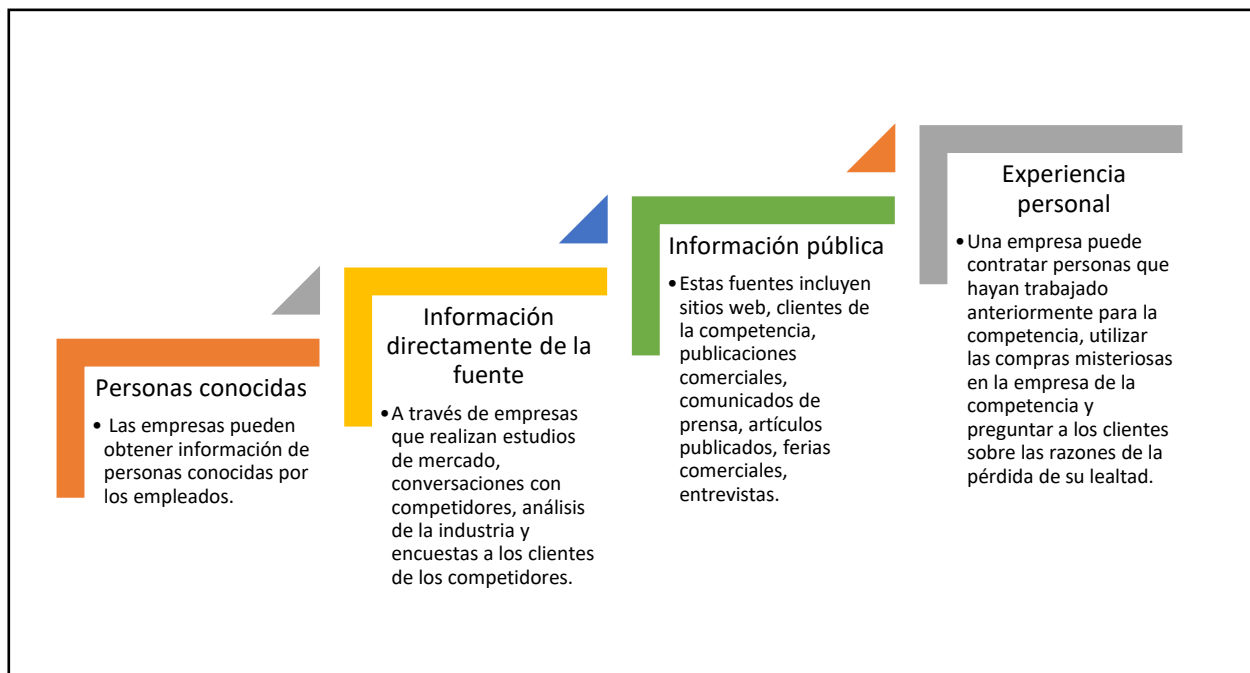 Personas conocidas
• Las empresas pueden
obtener información de
personas conocidas por
los empleados.
Información
directamente de la
fuente
•A través de empresas
que realizan estudios
de mercado,
conversaciones con
competidores, análisis
de la industria y
encuestas a los clientes
de los competidores.
Información pública
•Estas fuentes incluyen
sitios web, clientes de
la competencia,
publicaciones
comerciales,
comunicados de
prensa, artículos
publicados, ferias
comerciales,
entrevistas.
Experiencia
personal
•Una empresa puede
contratar personas que
hayan trabajado
anteriormente para la
competencia, utilizar
las compras misteriosas
en la empresa de la
competencia y
preguntar a los clientes
sobre las razones de la
pérdida de su lealtad.